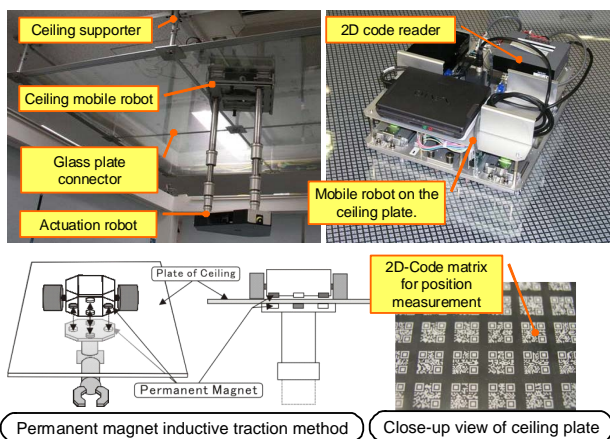 Ceiling supporter
Ceiling mobile robot
Glass plate
connector
Actuation robot
2D code reader
Mobile robot on the
ceiling plate.
Plate of Ceiling
Permanent Magnet
2D-Code matrix
for position
measurement
Permanent magnet inductive traction method
Close-up view of ceiling plate